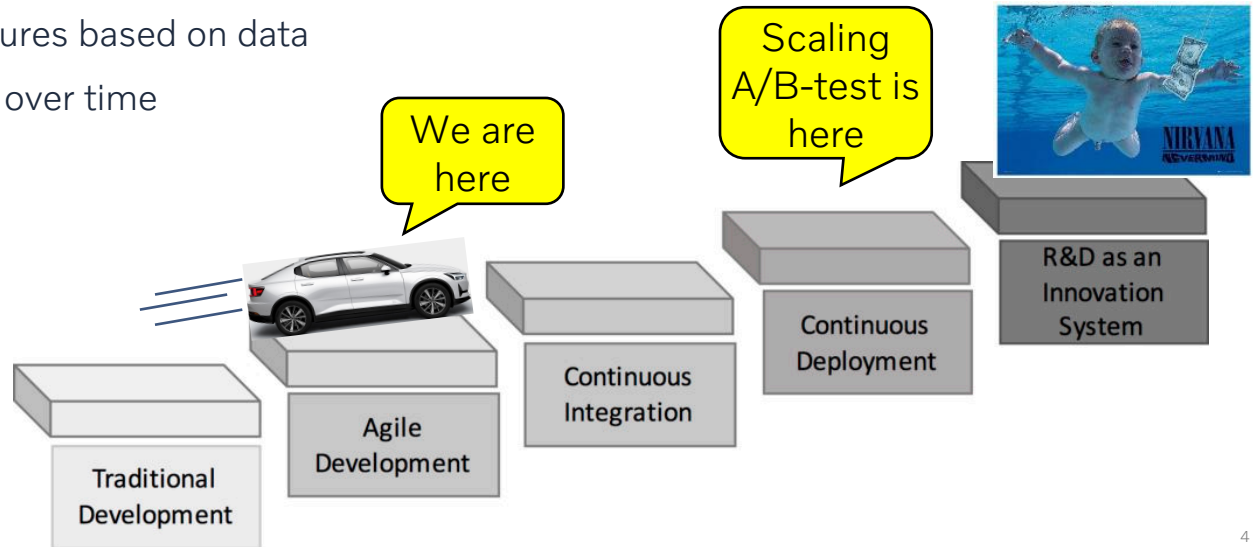 ures based on data
over time
We are
here
Scaling
A/B-test is
here
NIRVANA
NEVERMIND
Traditional
Development
Agile
Development
Continuous
Integration
Continuous
Deployment
R&D as an
Innovation
System
4